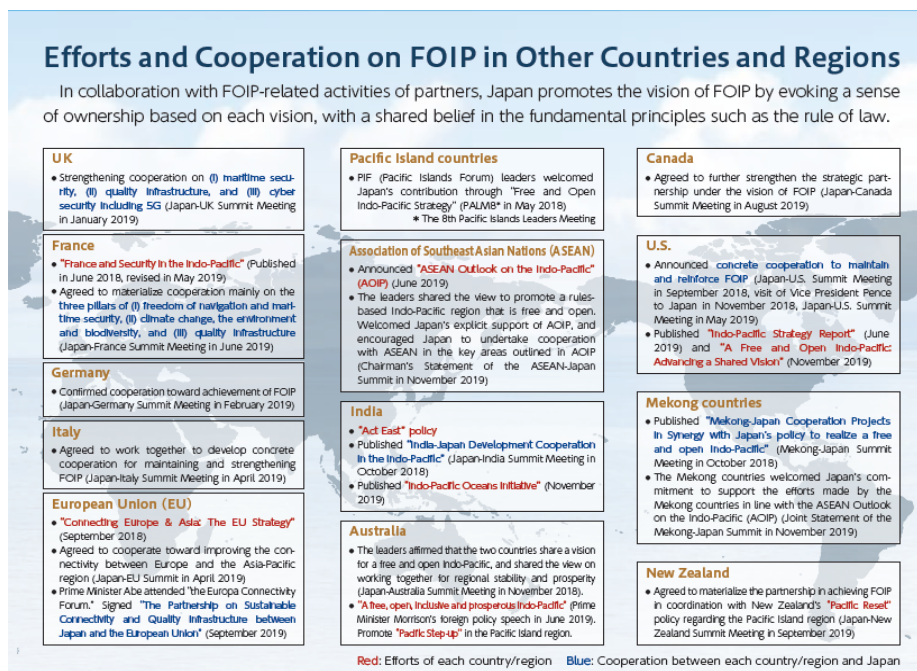 Efforts and Cooperation on FOIP in Other Countries and Regions
In collaboration with FOIP-related activities of partners, Japan promotes the vision of FOIP by evoking a sense
of ownership based on each vision, with a shared belief in the fundamental principles such as the rule of law.
UK
• Strengthening cooperation on (i) maritime secu-
rity, (ii) quality infrastructure, and (iii) cyber
security including 5G (Japan-UK Summit Meeting
in January 2019)
France
• "France and Security in the Indo-Pacific" (Published
in June 2018, revised in May 2019)
• Agreed to materialize cooperation mainly on the
three pillars of (i) freedom of navigation and mari-
time security, (ii) climate change, the environment
and biodiversity, and (iii) quality infrastructure
(Japan-France Summit Meeting in June 2019)
Germany
• Confirmed cooperation toward achievement of FOIP
(Japan-Germany Summit Meeting in February 2019)
Italy
• Agreed to work together to develop concrete
cooperation for maintaining and strengthening
FOIP (Japan-Italy Summit Meeting in April 2019)
European Union (EU)
• "Connecting Europe & Asia: The EU Strategy"
(September 2018)
• Agreed to cooperate toward improving the con-
nectivity between Europe and the Asia-Pacific
region (Japan-EU Summit in April 2019)
• Prime Minister Abe attended "the Europa Connectivity
Forum." Signed "The Partnership on Sustainable
Connectivity and Quality Infrastructure between
Japan and the European Union" (September 2019)
Pacific Island countries
• PIF (Pacific Islands Forum) leaders welcomed
Japan's contribution through "Free and Open
Indo-Pacific Strategy" (PALM8* in May 2018)
* The 8th Pacific Islands Leaders Meeting
Association of Southeast Asian Nations (ASEAN)
• Announced "ASEAN Outlook on the Indo-Pacific"
(AOIP) (June 2019)
• The leaders shared the view to promote a rules-
based Indo-Pacific region that is free and open.
Welcomed Japan's explicit support of AOIP, and
encouraged Japan to undertake cooperation
with ASEAN in the key areas outlined in AOIP
(Chairman's Statement of the ASEAN-Japan
Summit in November 2019)
India
• "Act East" policy
• Published "India-Japan Development Cooperation
in the Indo-Pacific" (Japan-India Summit Meeting in
October 2018)
• Published "Indo-Pacific Oceans Initiative" (November
2019)
Australia
• The leaders affirmed that the two countries share a vision
for a free and open Indo-Pacific, and shared the view on
working together for regional stability and prosperity
(Japan-Australia Summit Meeting in November 2018).
• "A free, open, inclusive and prosperous Indo-Pacific" (Prime
Minister Morrison's foreign policy speech in June 2019).
Promote "Pacific Step-up" in the Pacific Island region.
Canada
• Agreed to further strengthen the strategic part-
nership under the vision of FOIP (Japan-Canada
Summit Meeting in August 2019)
U.S.
• Announced concrete cooperation to maintain
and reinforce FOIP (Japan-U.S. Summit Meeting
in September 2018, visit of Vice President Pence
to Japan in November 2018, Japan-U.S. Summit
Meeting in May 2019)
• Published "Indo-Pacific Strategy Report" (June
2019) and "A Free and Open Indo-Pacific:
Advancing a Shared Vision" (November 2019)
Mekong countries
• Published "Mekong-Japan Cooperation Projects
in Synergy with Japan's policy to realize a free
and open Indo-Pacific" (Mekong-Japan Summit
Meeting in October 2018)
• The Mekong countries welcomed Japan's com-
mitment to support the efforts made by the
Mekong countries in line with the ASEAN Outlook
on the Indo-Pacific (AOIP) (Joint Statement of the
Mekong-Japan Summit in November 2019)
New Zealand
• Agreed to materialize the partnership in achieving FOIP
in coordination with New Zealand's "Pacific Reset"
policy regarding the Pacific Island region (Japan-New
Zealand Summit Meeting in September 2019)
Red: Efforts of each country/region Blue: Cooperation between each country/region and Japan